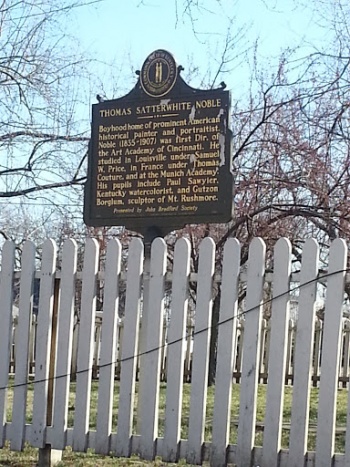 THOMAS SATTERWHITE NOBLE
Boyhood home of prominent American
historical painter and portraitist.
Noble (1835-1907) was first Dir. of
the Art Academy of Cincinnati. He
studied in Louisville under Samuel
W. Price, in France under Thomas
Couture, and at the Munich Academy.
His pupils include Paul Sawyier,
Kentucky watercolorist, and Gutzon
Borglum, sculptor of Mt. Rushmore.
Presented by John Bradford Society